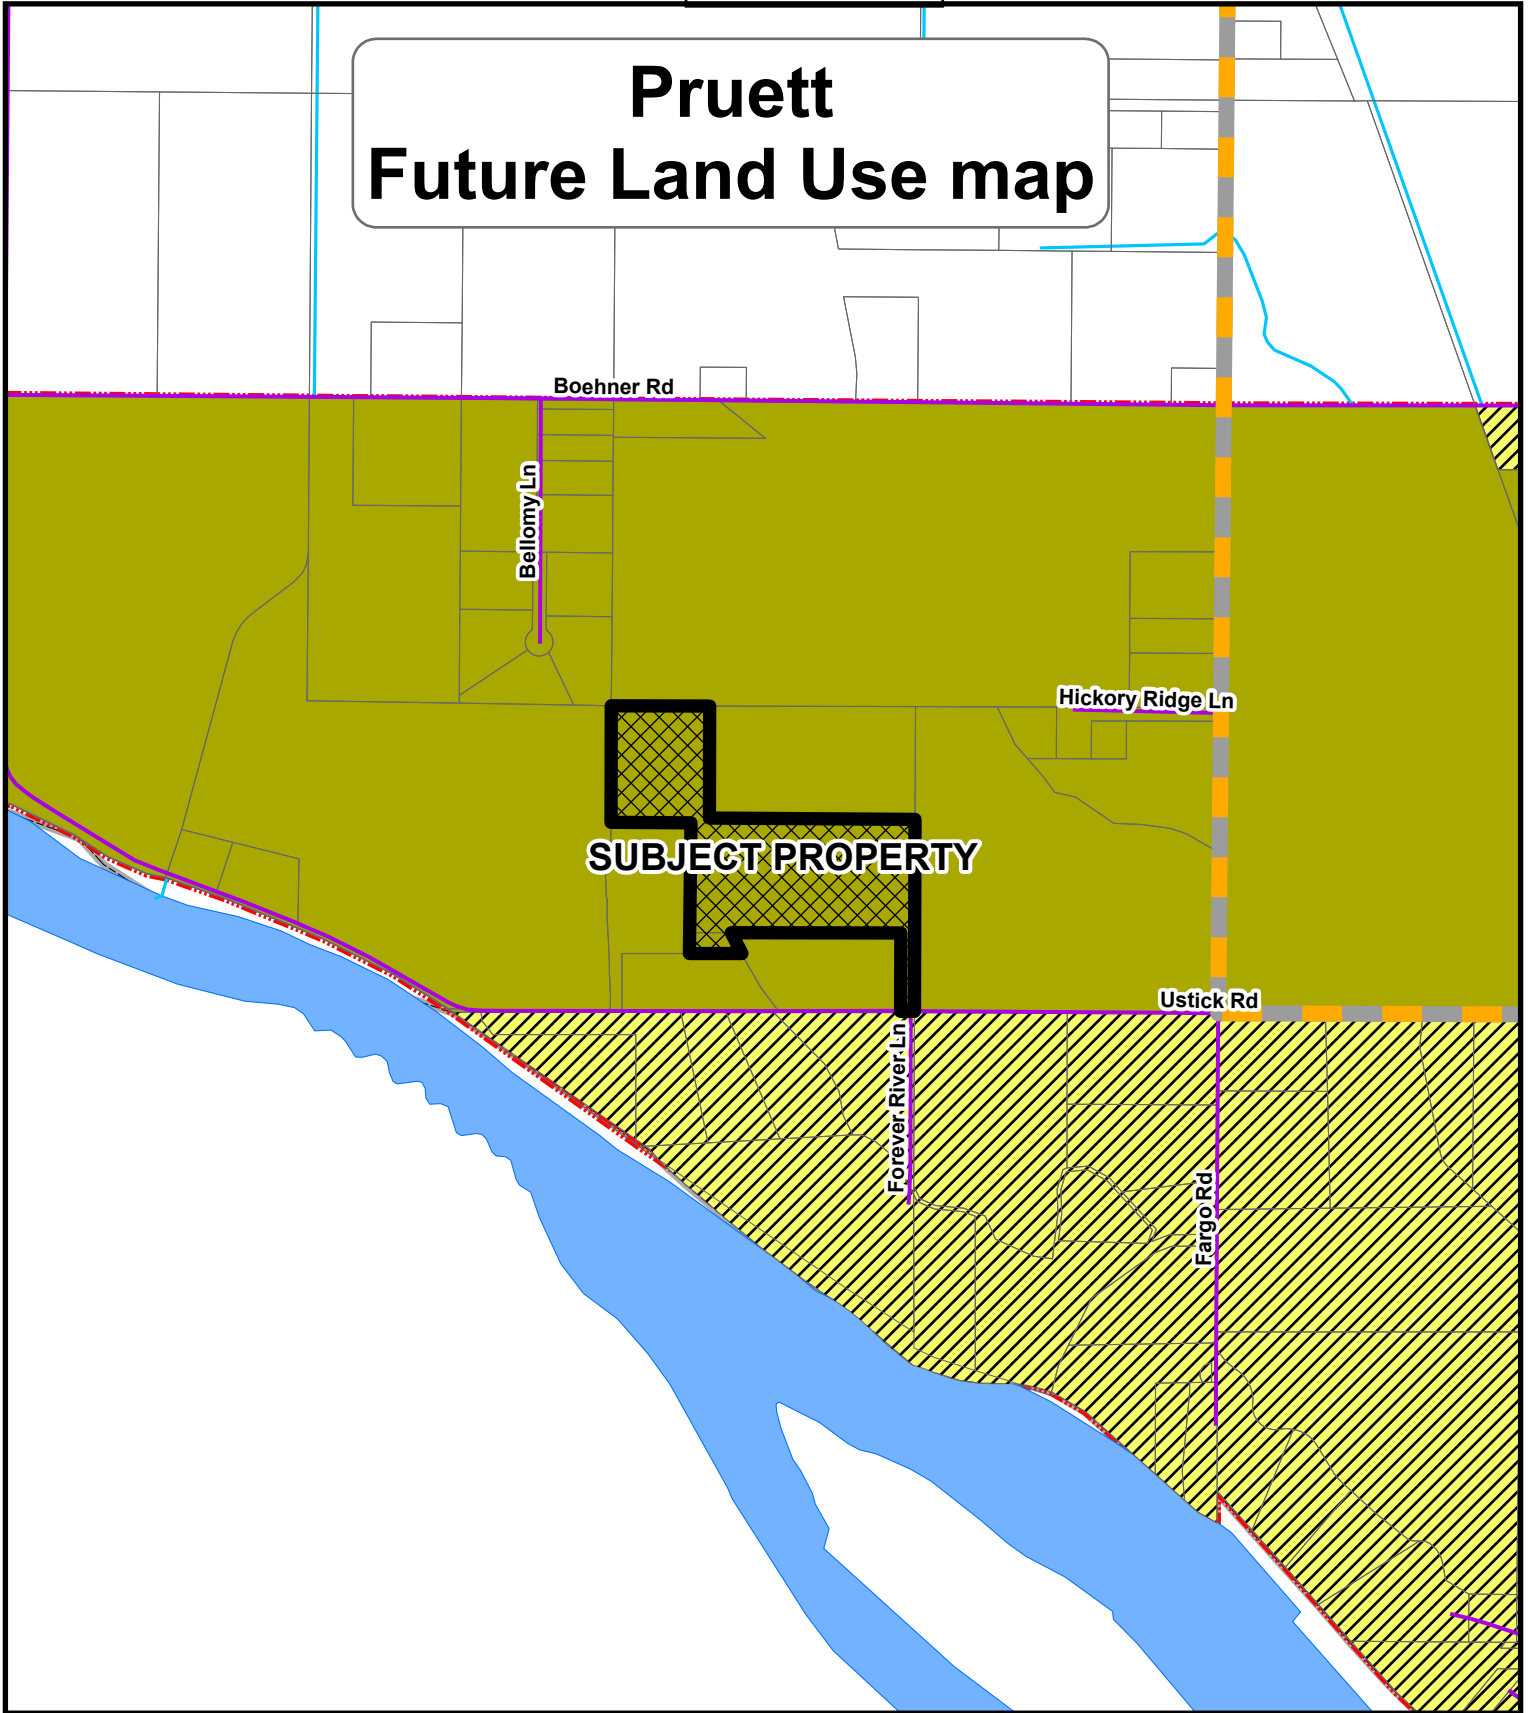 Pruett
Future Land Use map
Boehner Rd
Bellomy Ln
Hickory Ridge Ln
SUBJECT PROPERTY
Ustick Rd
Forever River Ln
Fargo Rd